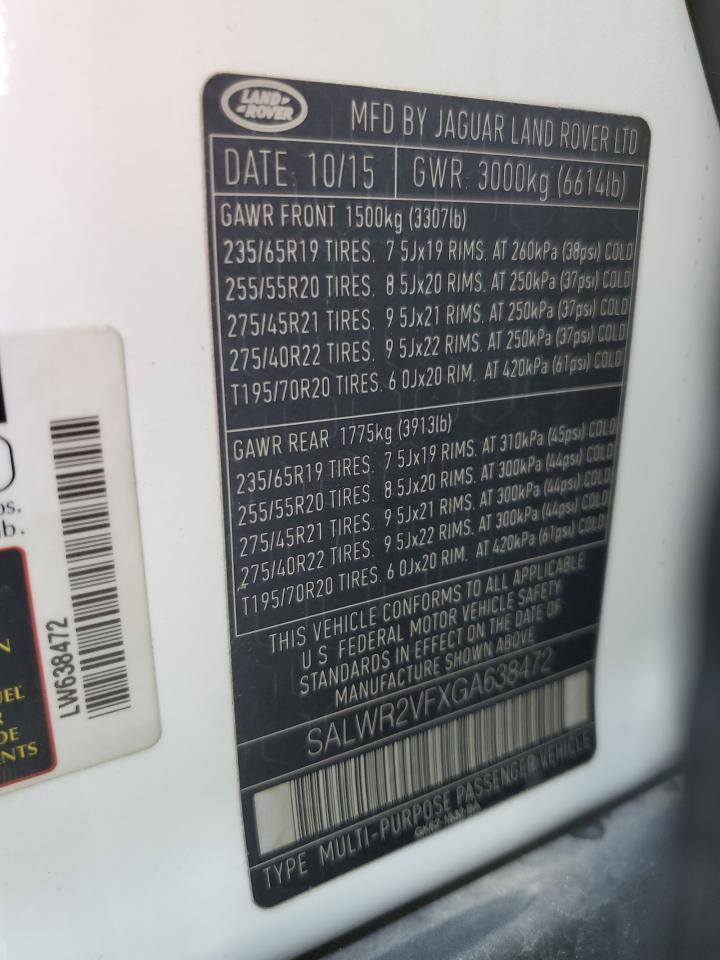 LAND ROVER
MFD BY JAGUAR LAND ROVER LTD
DATE: 10/15 GWR: 3000kg (6614lb)
GAWR FRONT 1500kg (3307lb)
235/65R19 TIRES, 7.5Jx19 RIMS, AT 260kPa (38psi) COLD
255/55R20 TIRES, 8.5Jx20 RIMS, AT 250kPa (37psi) COLD
275/45R21 TIRES, 9.5Jx21 RIMS, AT 250kPa (37psi) COLD
275/40R22 TIRES, 9.5Jx22 RIMS, AT 250kPa (37psi) COLD
T195/70R20 TIRES, 6.0Jx20 RIM, AT 420kPa (61psi) COLD
GAWR REAR 1775kg (3913lb)
235/65R19 TIRES, 7.5Jx19 RIMS, AT 310kPa (45psi) COLD
255/55R20 TIRES, 8.5Jx20 RIMS, AT 300kPa (44psi) COLD
275/45R21 TIRES, 9.5Jx21 RIMS, AT 300kPa (44psi) COLD
275/40R22 TIRES, 9.5Jx22 RIMS, AT 300kPa (44psi) COLD
T195/70R20 TIRES, 6.0Jx20 RIM, AT 420kPa (61psi) COLD
THIS VEHICLE CONFORMS TO ALL APPLICABLE
U.S. FEDERAL MOTOR VEHICLE SAFETY
STANDARDS IN EFFECT ON THE DATE OF
MANUFACTURE SHOWN ABOVE
SALWR2VFXGA638472
TYPE: MULTI-PURPOSE PASSENGER VEHICLE
LW638472
os.
lb.
N
UEL
R
DE
NTS